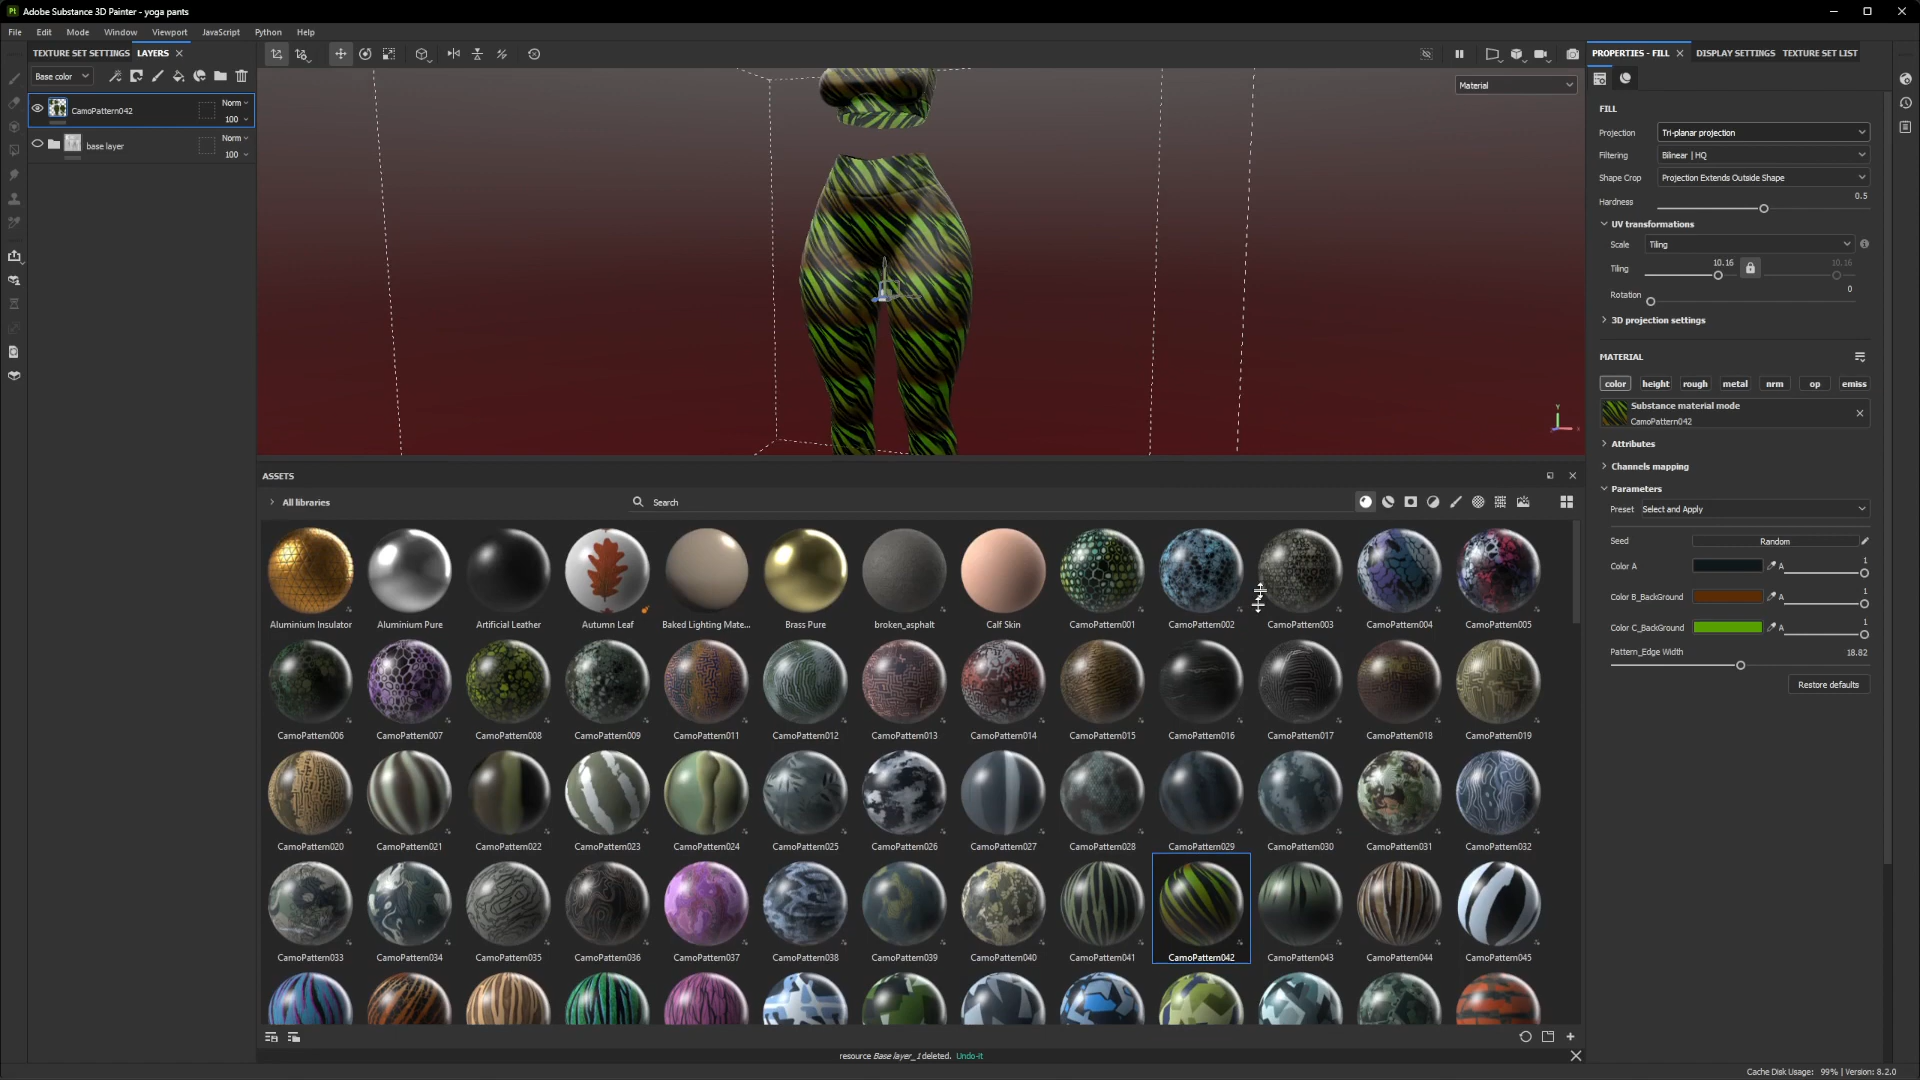 Pt Adobe Substance 3D Painter - yoga pants
File Edit Mode Window Viewport JavaScript Python Help
TEXTURE SET SETTINGS LAYERS
Base color
CamoPattern042
Norm
100
base layer
Norm
100
Material
PROPERTIES - FILL DISPLAY SETTINGS TEXTURE SET LIST
FILL
Projection Tri-planar projection
Filtering Bilinear | HQ
Shape Crop Projection Extends Outside Shape
Hardness 0.5
UV transformations
Scale Tiling
Tiling 10.16 10.16
Rotation 0
3D projection settings
MATERIAL
color height rough metal nrm op emiss
Substance material mode
CamoPattern042
Attributes
Channels mapping
Parameters
Preset Select and Apply
Seed Random
Color A A 1
Color B_BackGround A 1
Color C_BackGround A 1
Pattern_Edge Width 18.82
Restore defaults
Y
ASSETS
All libraries
Search
Aluminium Insulator Aluminium Pure Artificial Leather Autumn Leaf Baked Lighting Mate... Brass Pure broken_asphalt Calf Skin CamoPattern001 CamoPattern002 CamoPattern003 CamoPattern004 CamoPattern005
CamoPattern006 CamoPattern007 CamoPattern008 CamoPattern009 CamoPattern011 CamoPattern012 CamoPattern013 CamoPattern014 CamoPattern015 CamoPattern016 CamoPattern017 CamoPattern018 CamoPattern019
CamoPattern020 CamoPattern021 CamoPattern022 CamoPattern023 CamoPattern024 CamoPattern025 CamoPattern026 CamoPattern027 CamoPattern028 CamoPattern029 CamoPattern030 CamoPattern031 CamoPattern032
CamoPattern033 CamoPattern034 CamoPattern035 CamoPattern036 CamoPattern037 CamoPattern038 CamoPattern039 CamoPattern040 CamoPattern041 CamoPattern042 CamoPattern043 CamoPattern044 CamoPattern045
resource Base layer_1 deleted. Undo-it
Cache Disk Usage: 99% | Version: 8.2.0